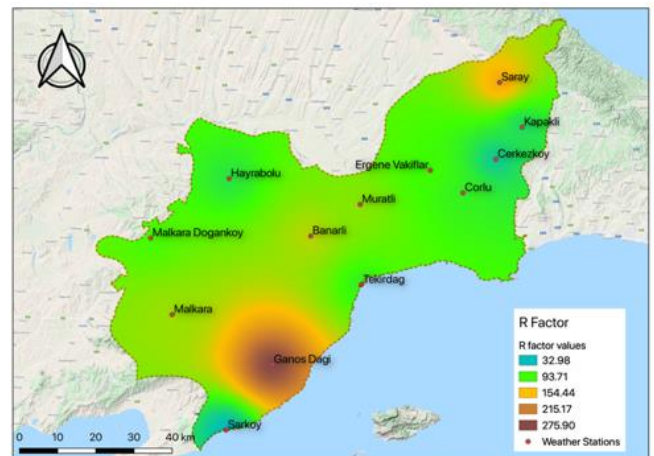 Saray
Kapakli
Cerkezkoy
Ergene Vakiflar
Hayrabolu
Corlu
Muratli
Malkara Dogankoy
Banarli
Tekirdag
Malkara
Ganos Dagi
Sarkoy
R Factor
R factor values
32.98
93.71
154.44
215.17
275.90
Weather Stations
0 10 20 30 40 km